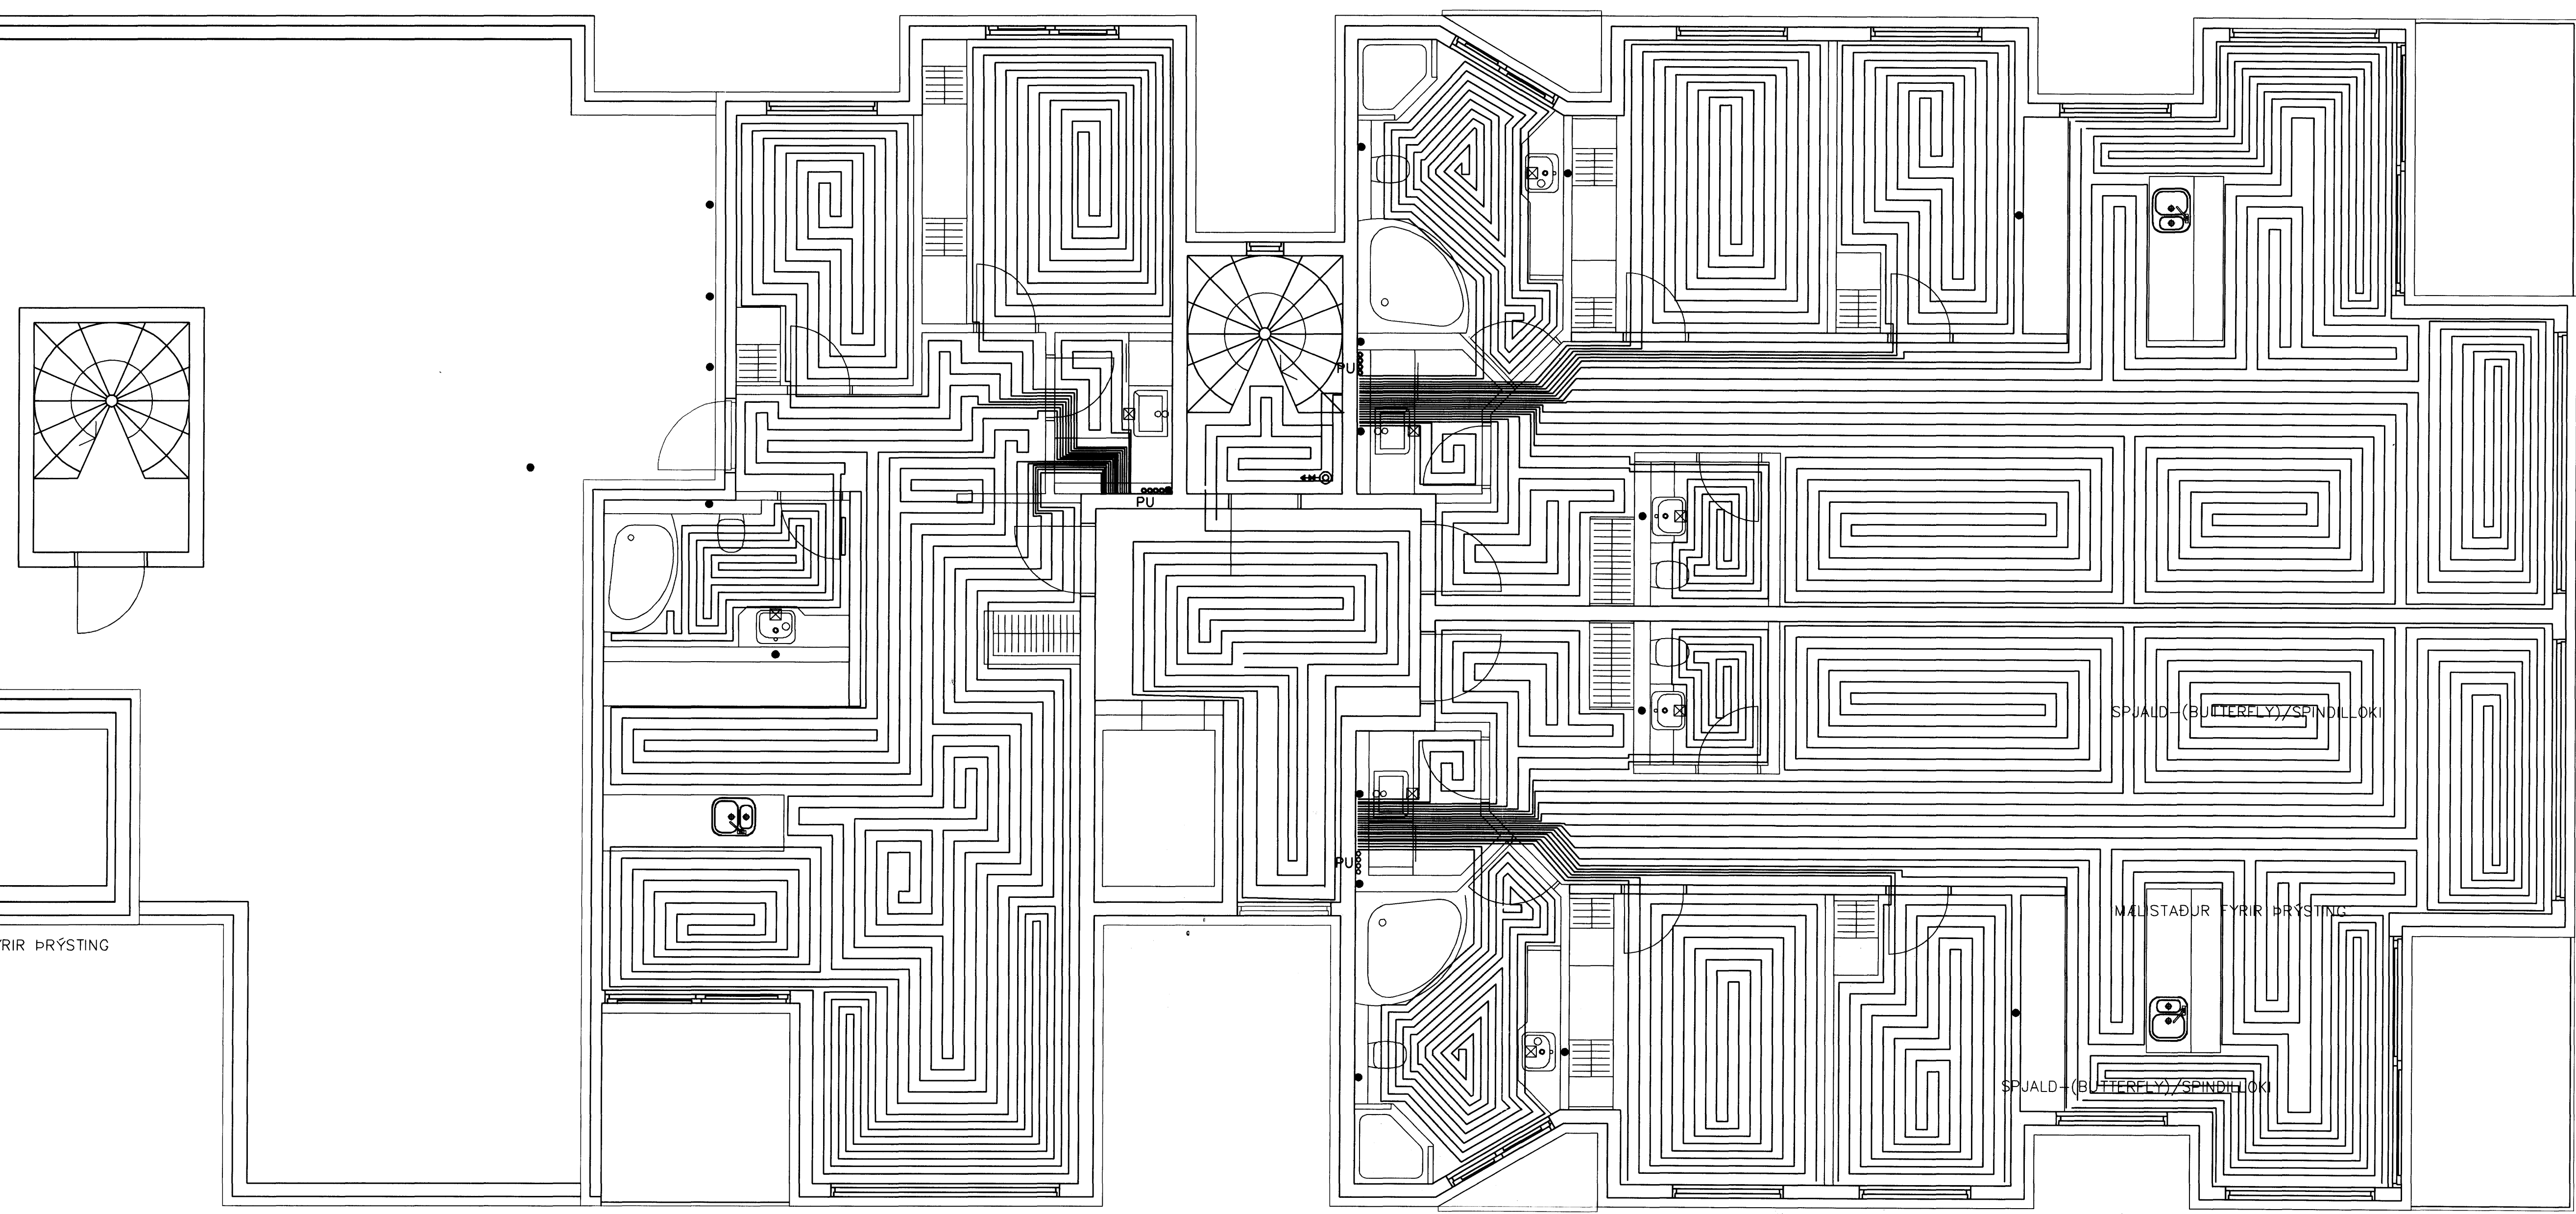 PU
PU
SPJALD-(BUTTERFLY)/SPINDILLOKI
PU
MÆLISTAÐUR FYRIR ÞRÝSTING
YRIR ÞRÝSTING
SPJALD-(BUTTERFLY)/SPINDILLOKI